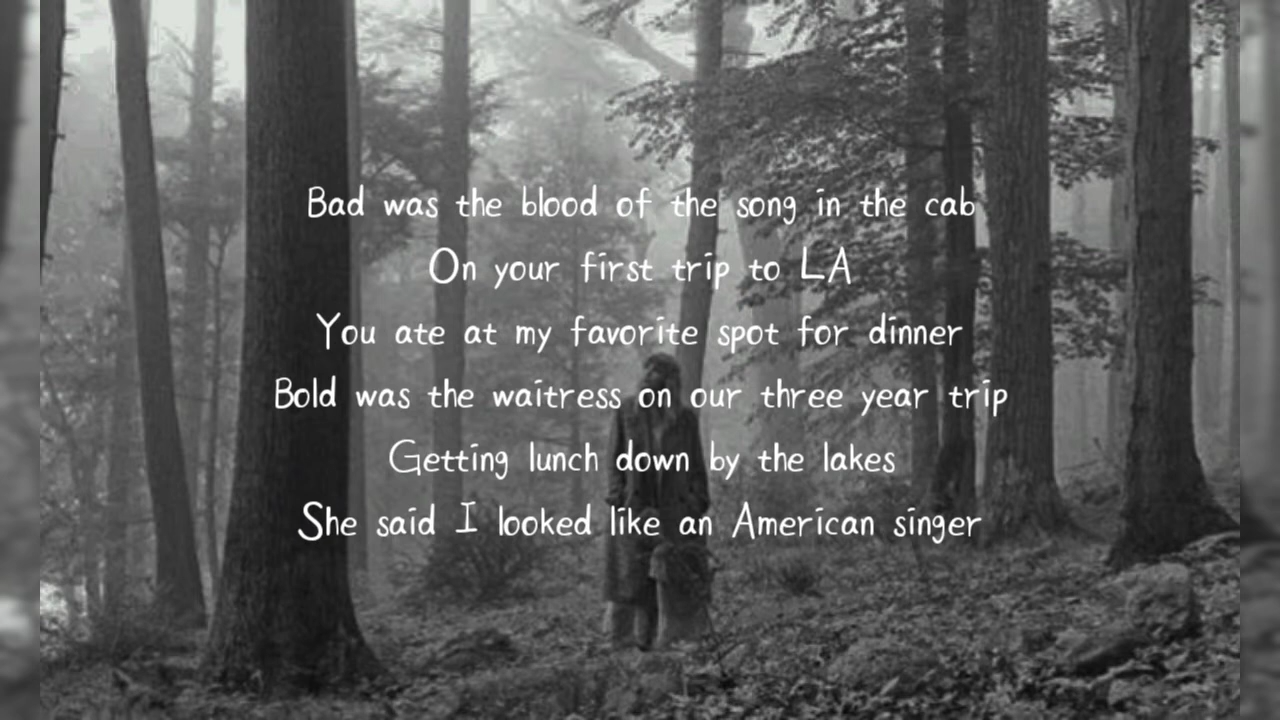 Bad was the blood of the song in the cab
On your first trip to LA
You ate at my favorite spot for dinner
Bold was the waitress on our three year trip
Getting lunch down by the lakes
She said I looked like an American singer